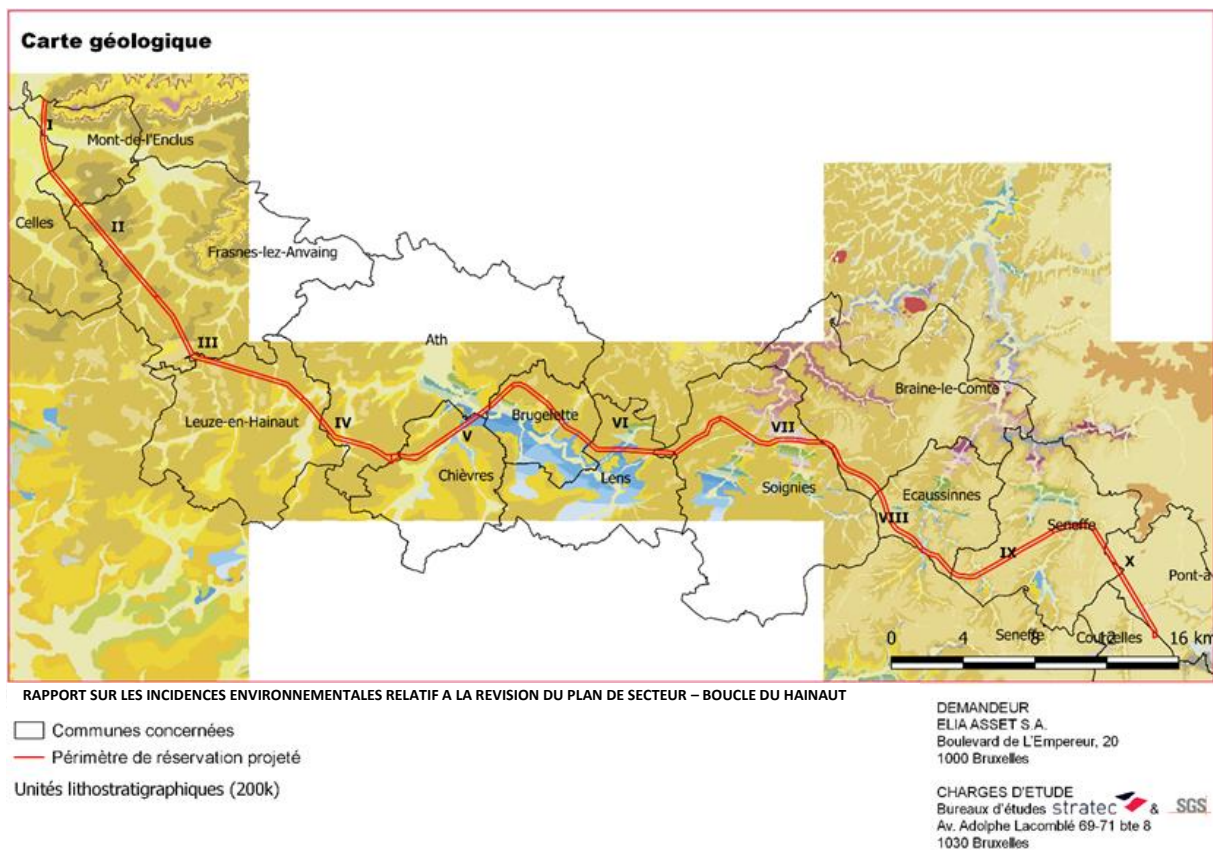 Carte géologique
I
Mont-de-l'Enclus
Celles
II
Frasnes-lez-Anvaing
III
Ath
Leuze-en-Hainaut
IV
V
Brugelette
VI
VII
Braine-le-Comte
Chièvres
Lens
Soignies
Ecaussinnes
VIII
Seneffe
IX
X
Pont-à
Seneffe
Courcelles
0 4 8 12 16 km
RAPPORT SUR LES INCIDENCES ENVIRONNEMENTALES RELATIF A LA REVISION DU PLAN DE SECTEUR – BOUCLE DU HAINAUT
Communes concernées
Périmètre de réservation projeté
Unités lithostratigraphiques (200k)
DEMANDEUR
ELIA ASSET S.A.
Boulevard de L'Empereur, 20
1000 Bruxelles
CHARGES D'ETUDE
Bureaux d'études stratec & SGS
Av. Adolphe Lacomblé 69-71 bte 8
1030 Bruxelles